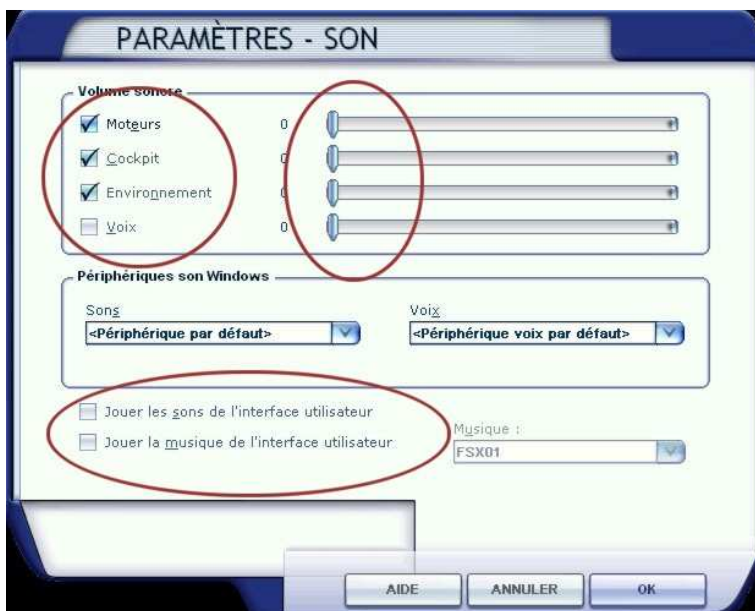 PARAMÈTRES - SON
Volume sonore
Moteurs 0
Cockpit 0
Environnement 0
Voix 0
Périphériques son Windows
Sons Voix
<Périphérique par défaut> <Périphérique voix par défaut>
Jouer les sons de l'interface utilisateur
Musique :
Jouer la musique de l'interface utilisateur
FSX01
AIDE ANNULER OK